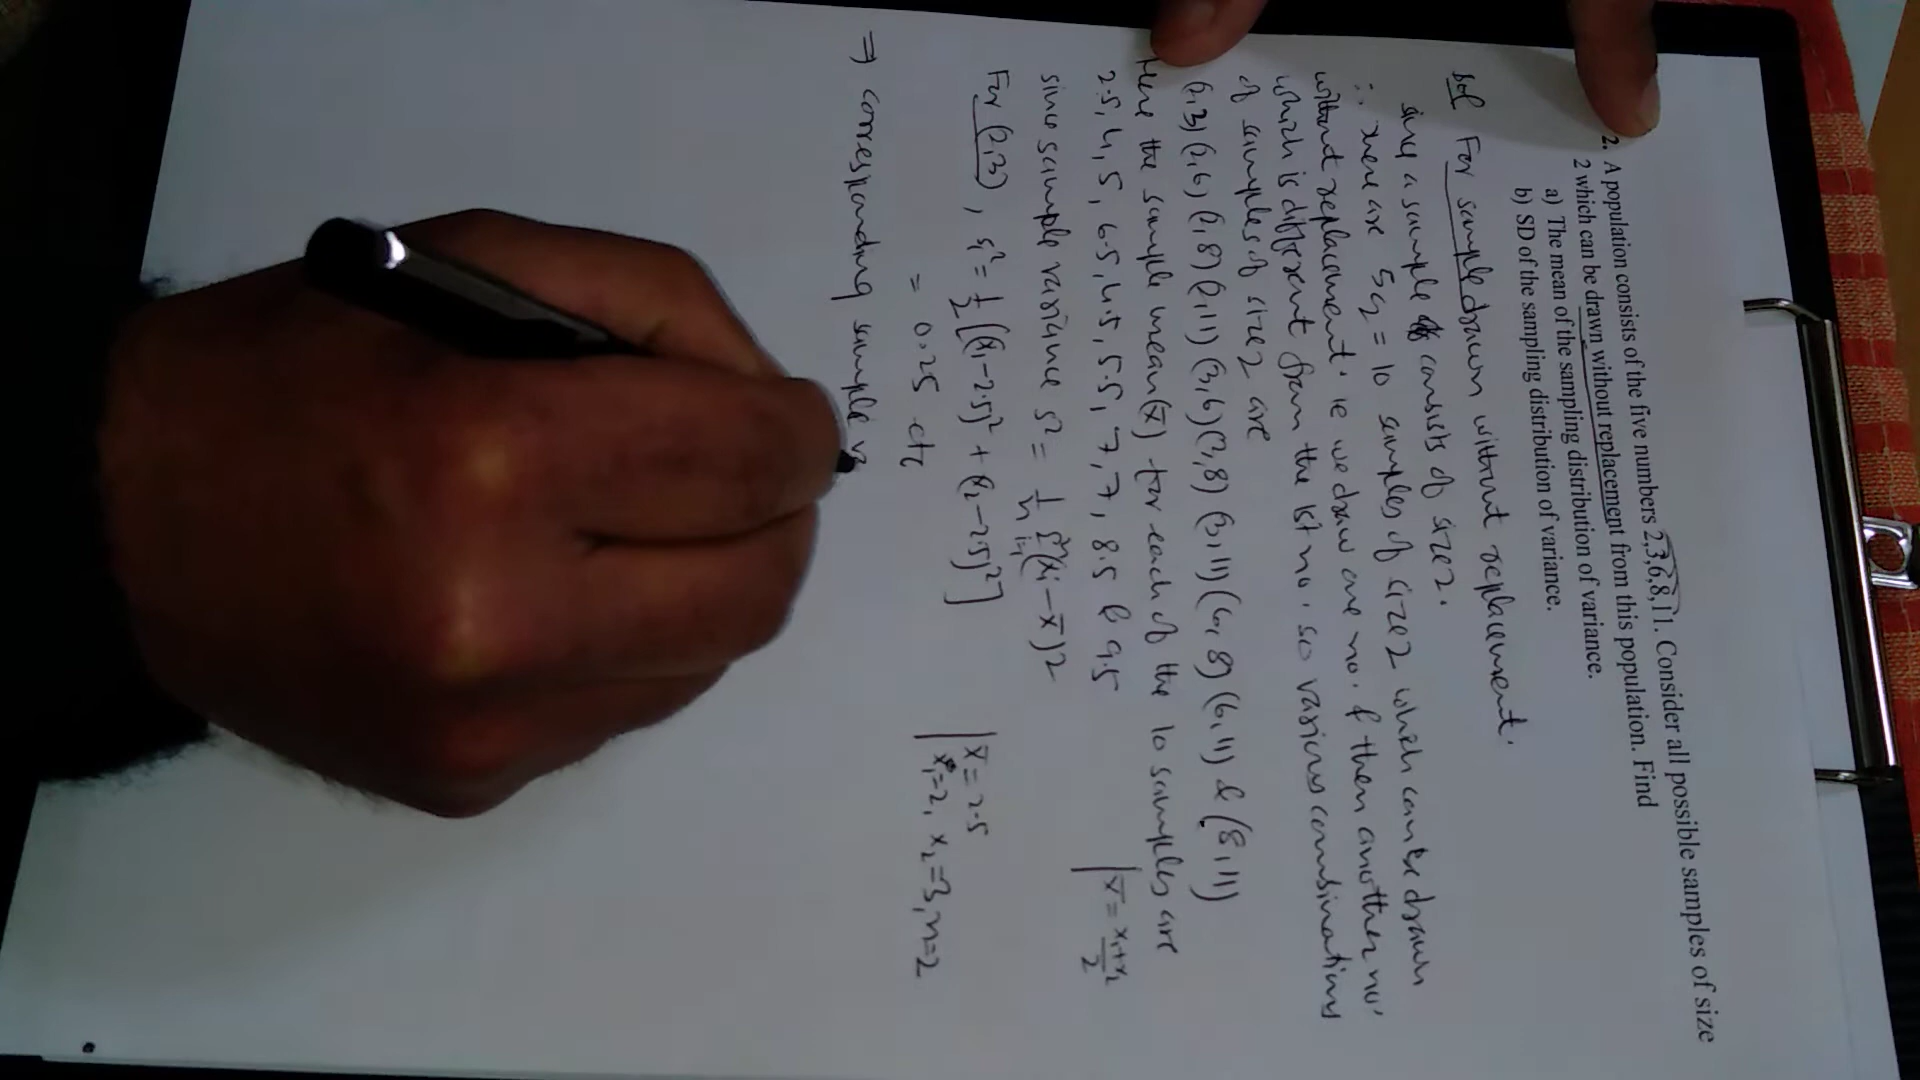 2. A population consists of the five numbers 2,3,6,8,11. Consider all possible samples of size
2 which can be drawn without replacement from this population. Find
a) The mean of the sampling distribution of variance.
b) SD of the sampling distribution of variance.
Sol For sample drawn without replacement.
since a sample consists of size 2.
∴ there are 5C2 = 10 samples of size 2 which can be drawn
without replacement. ie we draw one no. & then another no.
which is different from the 1st no. so various combinations
of samples of size 2 are
(2,3) (2,6) (2,8) (2,11) (3,6) (3,8) (3,11) (6,8) (6,11) & (8,11)
Here the sample mean (x̄) for each of the 10 samples are
2.5, 4, 5, 6.5, 4.5, 5.5, 7, 7, 8.5 & 9.5 | x̄ = (x₁+x₂)/2
since sample variance s² = 1/n Σ(xᵢ - x̄)2
For (2,3), s₁² = 1/2 [(x₁-2.5)² + (x₂-2.5)²] | x̄ = 2.5
= 0.25 etc | x₁=2, x₂=3, n=2
⇒ corresponding sample